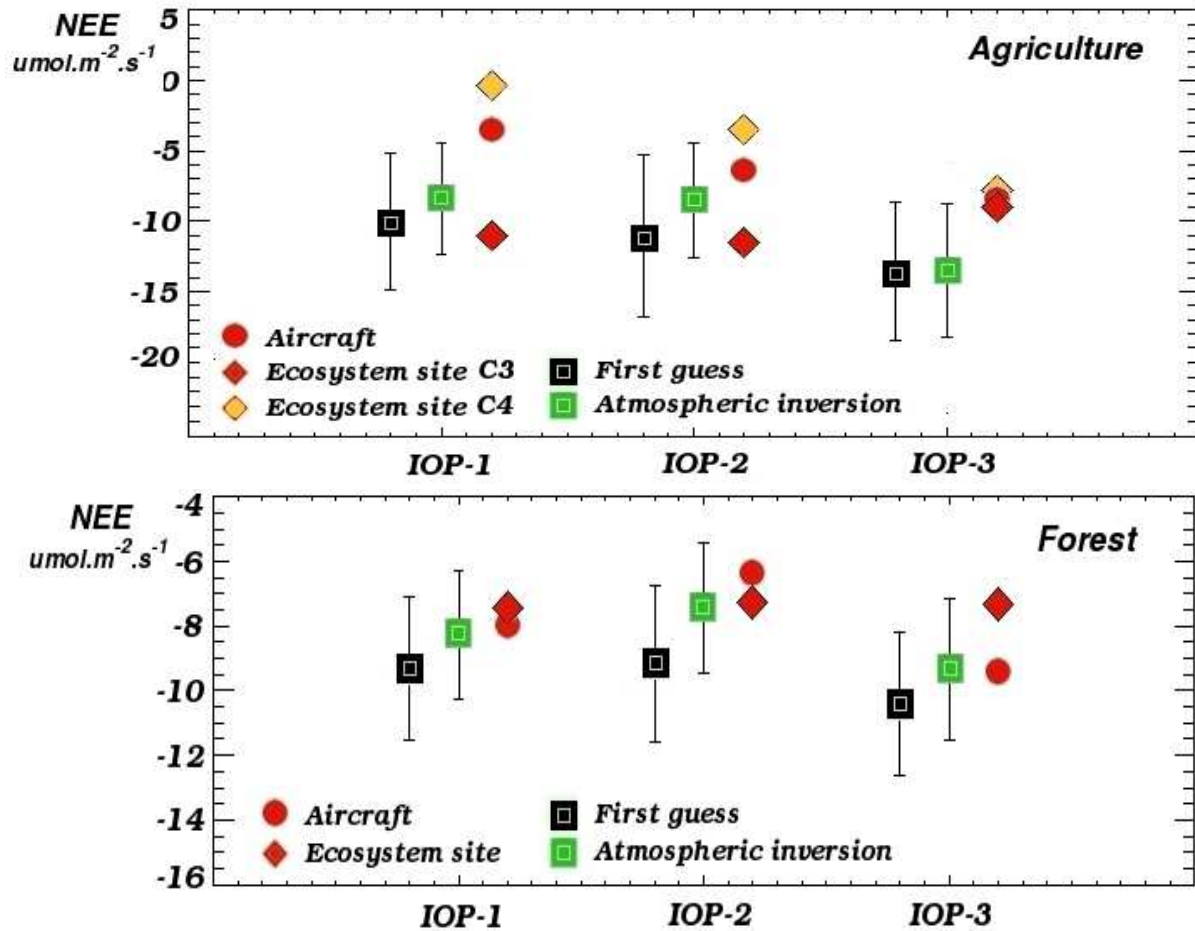 NEE
umol.m⁻².s⁻¹
Agriculture
5
0
-5
-10
-15
-20
Aircraft
Ecosystem site C3
Ecosystem site C4
First guess
Atmospheric inversion
IOP-1 IOP-2 IOP-3
NEE
umol.m⁻².s⁻¹
Forest
-4
-6
-8
-10
-12
-14
-16
Aircraft
Ecosystem site
First guess
Atmospheric inversion
IOP-1 IOP-2 IOP-3